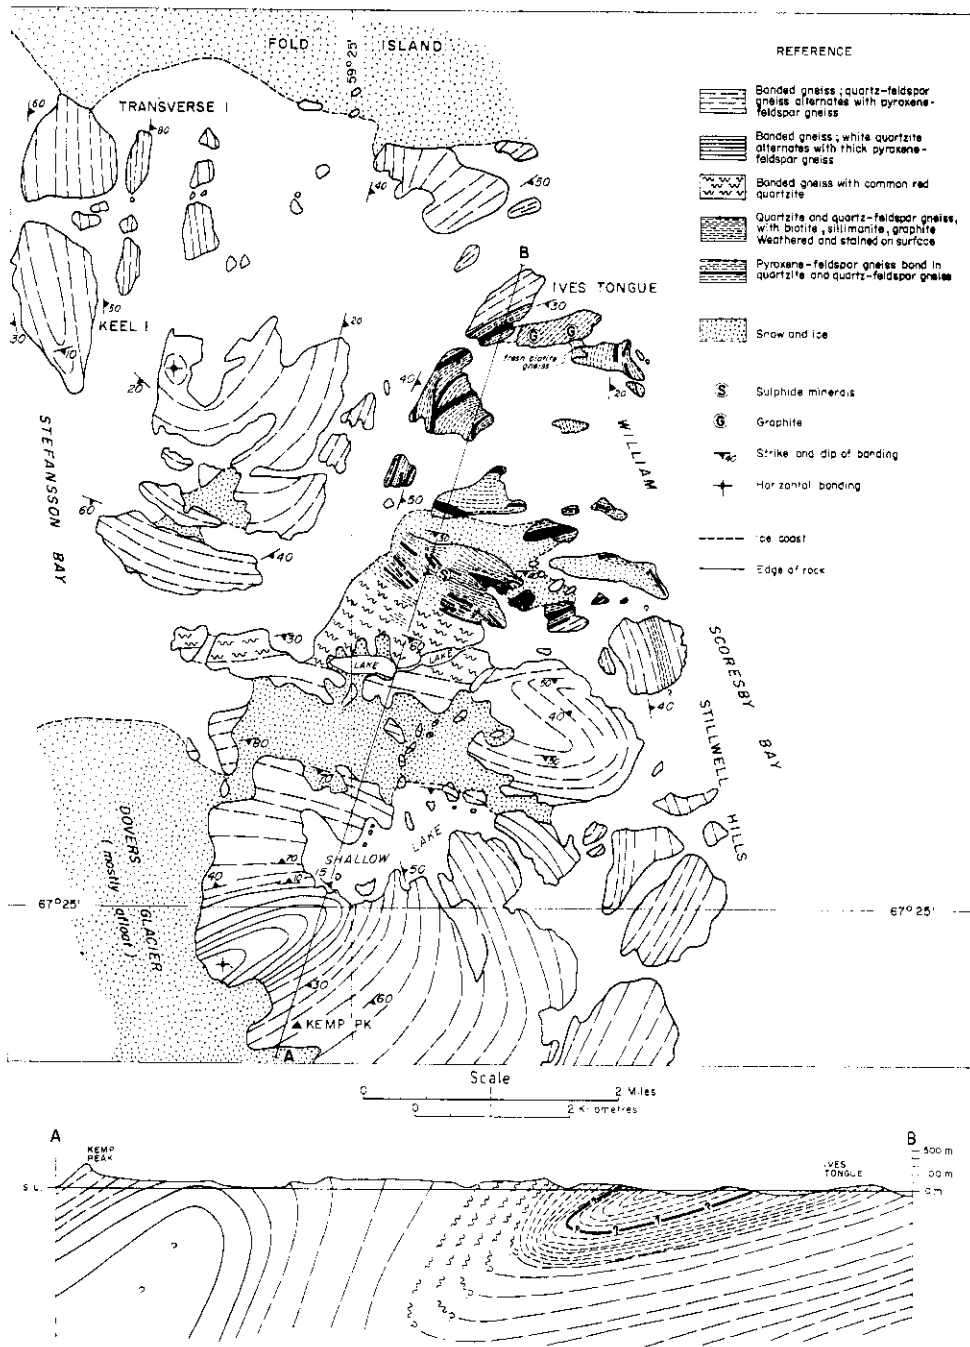 FOLD ISLAND
59°25'
REFERENCE
Banded gneiss; quartz-feldspar
gneiss alternates with pyroxene-
feldspar gneiss
Banded gneiss; white quartzite
alternates with thick pyroxene-
feldspar gneiss
Banded gneiss with common red
quartzite
Quartzite and quartz-feldspar gneiss,
with biotite, sillimanite, graphite
Weathered and stained on surface
Pyroxene-feldspar gneiss band in
quartzite and quartz-feldspar gneiss
Snow and ice
S Sulphide minerals
G Graphite
40 Strike and dip of banding
Horizontal banding
Ice coast
Edge of rock
60
TRANSVERSE I
80
40
50
B
IVES TONGUE
30
G G
fresh biotite
gneiss
20
50
KEEL I
30
10
20
20
40
WILLIAM
STEFANSSON BAY
60
50
40
S
30
60
LAKE
LAKE
SCORESBY BAY
40
40
STILLWELL HILLS
80
DOVERS GLACIER
(mostly afloat)
SHALLOW LAKE
70
40
10
15
50
67°25'
67°25'
30
60
KEMP PK
A
Scale
0 2 Miles
0 2 Kilometres
A
B
KEMP
PEAK
IVES
TONGUE
500 m
0 m
S L
? ?